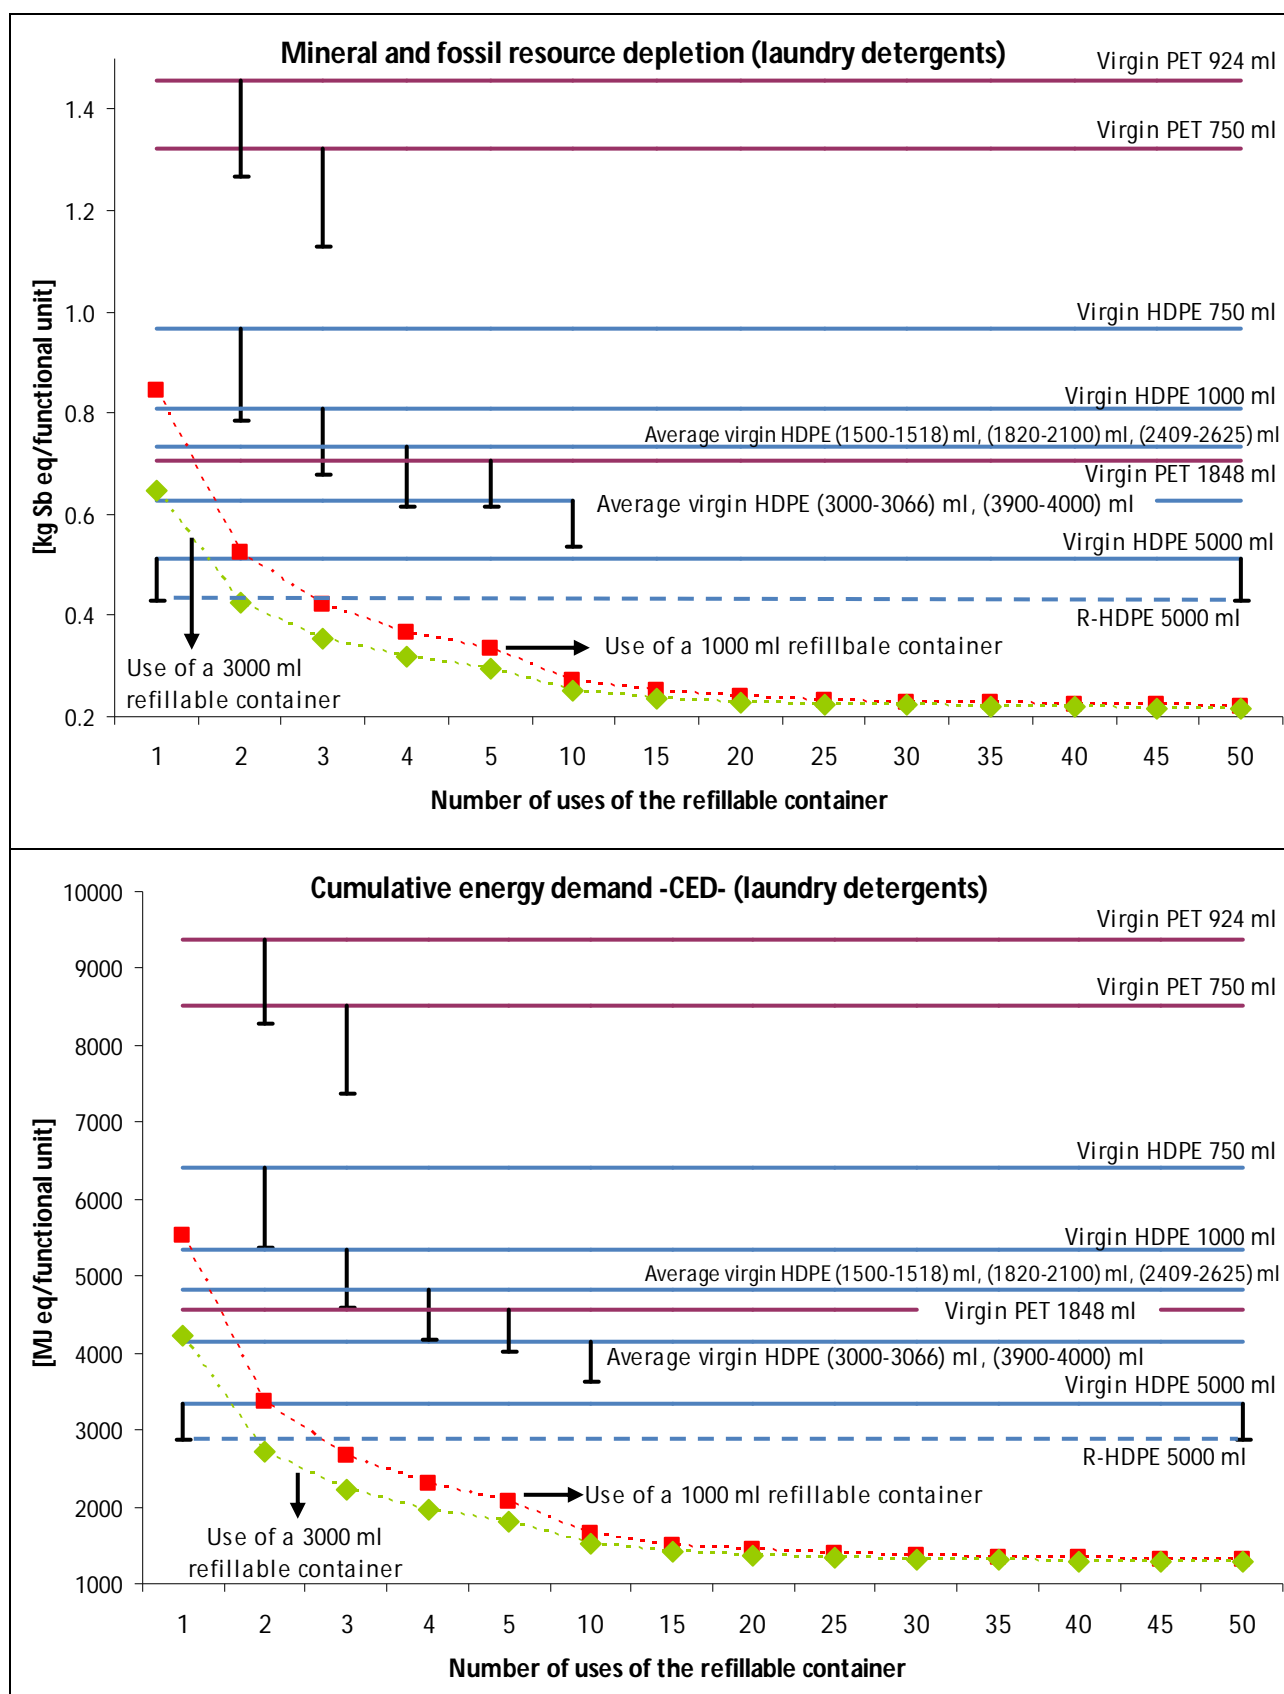 Mineral and fossil resource depletion (laundry detergents)
Virgin PET 924 ml
1.4
Virgin PET 750 ml
1.2
[kg Sb eq/functional unit]
1.0
Virgin HDPE 750 ml
0.8
Virgin HDPE 1000 ml
Average virgin HDPE (1500-1518) ml, (1820-2100) ml, (2409-2625) ml
Virgin PET 1848 ml
0.6
Average virgin HDPE (3000-3066) ml, (3900-4000) ml
Virgin HDPE 5000 ml
0.4
R-HDPE 5000 ml
Use of a 1000 ml refillbale container
Use of a 3000 ml
refillable container
0.2
1 2 3 4 5 10 15 20 25 30 35 40 45 50
Number of uses of the refillable container
Cumulative energy demand -CED- (laundry detergents)
10000
Virgin PET 924 ml
9000
Virgin PET 750 ml
8000
7000
[MJ eq/functional unit]
Virgin HDPE 750 ml
6000
Virgin HDPE 1000 ml
5000
Average virgin HDPE (1500-1518) ml, (1820-2100) ml, (2409-2625) ml
Virgin PET 1848 ml
4000
Average virgin HDPE (3000-3066) ml, (3900-4000) ml
Virgin HDPE 5000 ml
3000
R-HDPE 5000 ml
2000
Use of a 1000 ml refillable container
Use of a 3000 ml
refillable container
1000
1 2 3 4 5 10 15 20 25 30 35 40 45 50
Number of uses of the refillable container